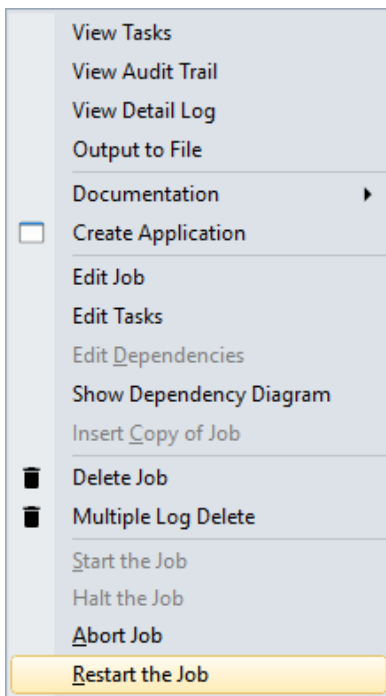 View Tasks
View Audit Trail
View Detail Log
Output to File
Documentation
Create Application
Edit Job
Edit Tasks
Edit Dependencies
Show Dependency Diagram
Insert Copy of Job
Delete Job
Multiple Log Delete
Start the Job
Halt the Job
Abort Job
Restart the Job